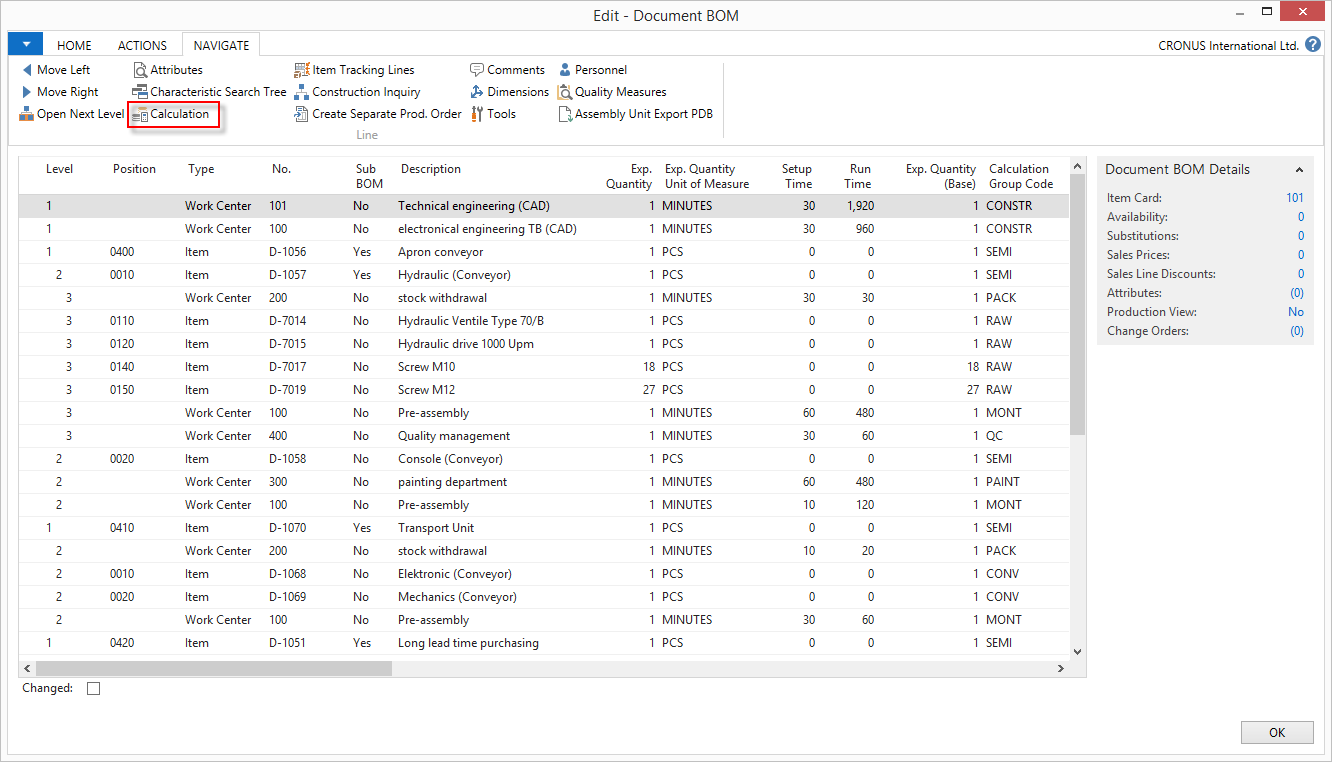 Edit - Document BOM
HOME ACTIONS NAVIGATE CRONUS International Ltd. ?
Move Left Attributes Item Tracking Lines Comments Personnel
Move Right Characteristic Search Tree Construction Inquiry Dimensions Quality Measures
Open Next Level Calculation Create Separate Prod. Order Tools Assembly Unit Export PDB
Line
Level Position Type No. Sub BOM Description Exp. Quantity Exp. Quantity Unit of Measure Setup Time Run Time Exp. Quantity (Base) Calculation Group Code
1 Work Center 101 No Technical engineering (CAD) 1 MINUTES 30 1,920 1 CONSTR
1 Work Center 100 No electronical engineering TB (CAD) 1 MINUTES 30 960 1 CONSTR
1 0400 Item D-1056 Yes Apron conveyor 1 PCS 0 0 1 SEMI
2 0010 Item D-1057 Yes Hydraulic (Conveyor) 1 PCS 0 0 1 SEMI
3 Work Center 200 No stock withdrawal 1 MINUTES 30 30 1 PACK
3 0110 Item D-7014 No Hydraulic Ventile Type 70/B 1 PCS 0 0 1 RAW
3 0120 Item D-7015 No Hydraulic drive 1000 Upm 1 PCS 0 0 1 RAW
3 0140 Item D-7017 No Screw M10 18 PCS 0 0 18 RAW
3 0150 Item D-7019 No Screw M12 27 PCS 0 0 27 RAW
3 Work Center 100 No Pre-assembly 1 MINUTES 60 480 1 MONT
3 Work Center 400 No Quality management 1 MINUTES 30 60 1 QC
2 0020 Item D-1058 No Console (Conveyor) 1 PCS 0 0 1 SEMI
2 Work Center 300 No painting department 1 MINUTES 60 480 1 PAINT
2 Work Center 100 No Pre-assembly 1 MINUTES 10 120 1 MONT
1 0410 Item D-1070 Yes Transport Unit 1 PCS 0 0 1 SEMI
2 Work Center 200 No stock withdrawal 1 MINUTES 10 20 1 PACK
2 0010 Item D-1068 No Elektronic (Conveyor) 1 PCS 0 0 1 CONV
2 0020 Item D-1069 No Mechanics (Conveyor) 1 PCS 0 0 1 CONV
2 Work Center 100 No Pre-assembly 1 MINUTES 30 60 1 MONT
1 0420 Item D-1051 Yes Long lead time purchasing 1 PCS 0 0 1 SEMI
Changed:
Document BOM Details
Item Card: 101
Availability: 0
Substitutions: 0
Sales Prices: 0
Sales Line Discounts: 0
Attributes: (0)
Production View: No
Change Orders: (0)
OK